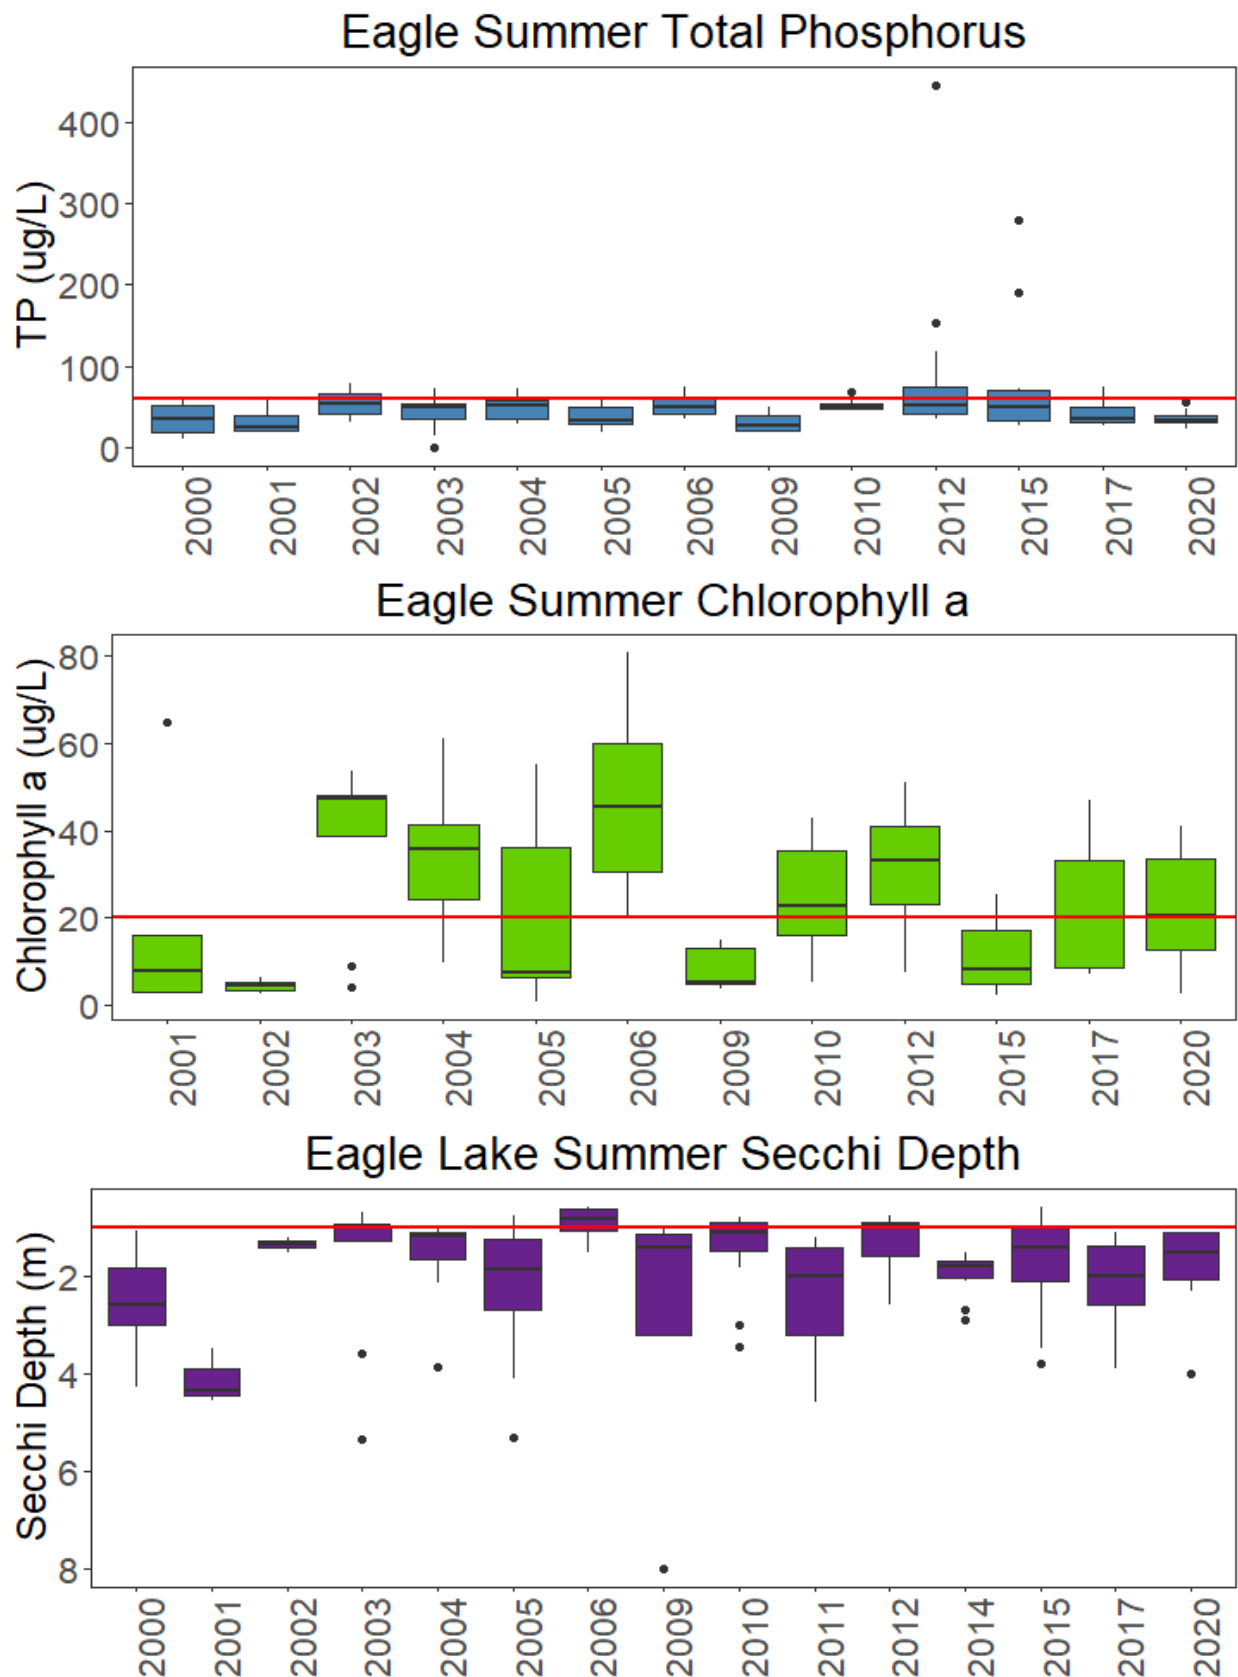 Eagle Summer Total Phosphorus
TP (ug/L)
400
300
200
100
0
2000 2001 2002 2003 2004 2005 2006 2009 2010 2012 2015 2017 2020
Eagle Summer Chlorophyll a
Chlorophyll a (ug/L)
80
60
40
20
0
2001 2002 2003 2004 2005 2006 2009 2010 2012 2015 2017 2020
Eagle Lake Summer Secchi Depth
Secchi Depth (m)
2
4
6
8
2000 2001 2002 2003 2004 2005 2006 2009 2010 2011 2012 2014 2015 2017 2020